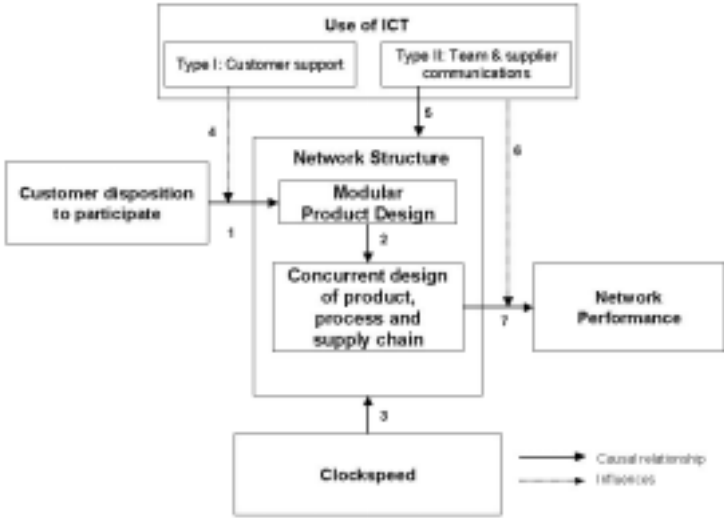 Use of ICT
Type I: Customer support
Type II: Team & supplier
communications
4
5
6
Network Structure
Customer disposition
to participate
Modular
Product Design
1
2
Concurrent design
of product,
process and
supply chain
7
Network
Performance
3
Clockspeed
Causal relationship
Influences